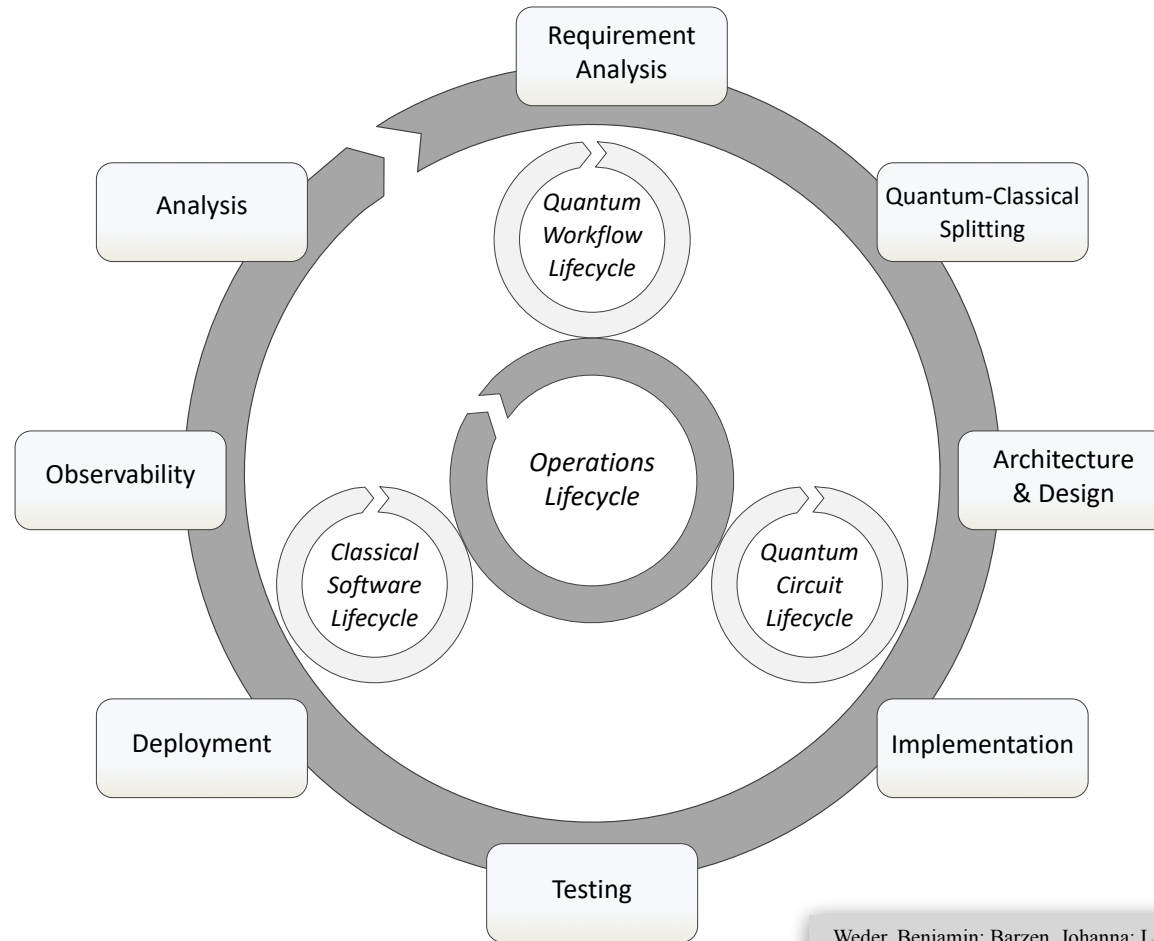 Requirement
Analysis
Quantum-Classical
Splitting
Architecture
& Design
Implementation
Testing
Deployment
Observability
Analysis
Quantum
Workflow
Lifecycle
Operations
Lifecycle
Classical
Software
Lifecycle
Quantum
Circuit
Lifecycle
Weder, Benjamin; Barzen, Johanna;